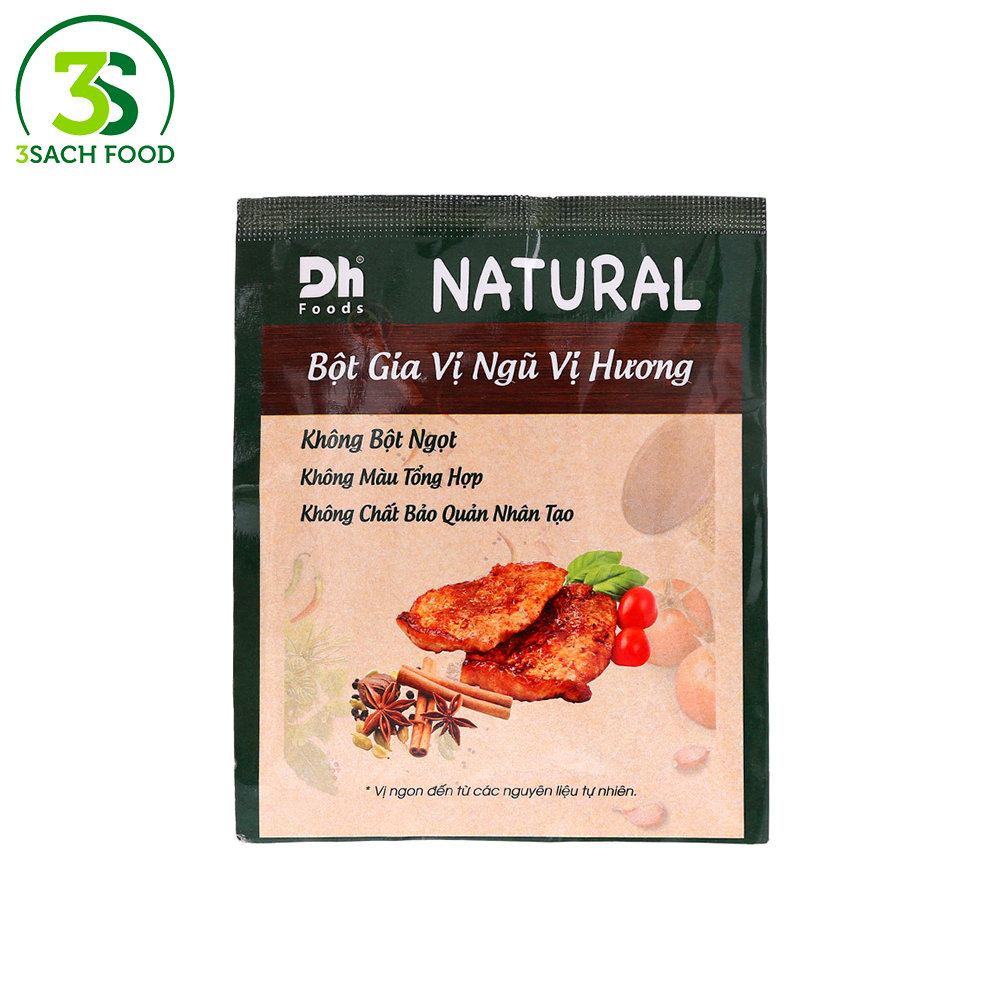 3S
3SACH FOOD
Dh®
Foods
NATURAL
Bột Gia Vị Ngũ Vị Hương
Không Bột Ngọt
Không Màu Tổng Hợp
Không Chất Bảo Quản Nhân Tạo
* Vị ngon đến từ các nguyên liệu tự nhiên.